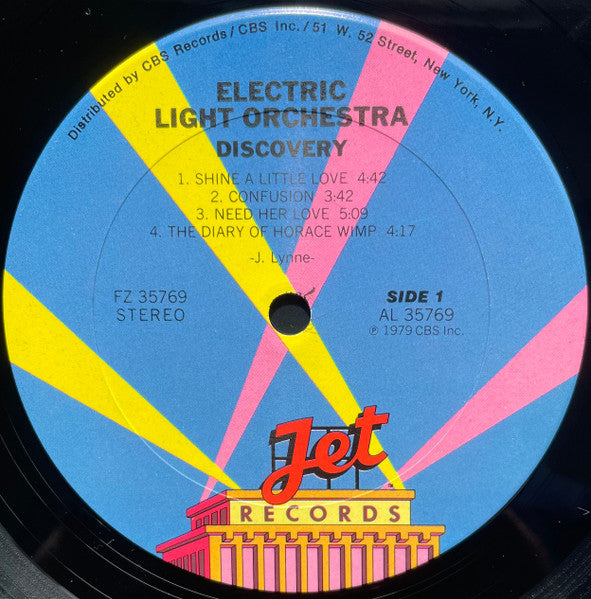 Distributed by CBS Records/CBS Inc./51 W. 52 Street, New York, N.Y.
ELECTRIC
LIGHT ORCHESTRA
DISCOVERY
1. SHINE A LITTLE LOVE 4:42
2. CONFUSION 3:42
3. NEED HER LOVE 5:09
4. THE DIARY OF HORACE WIMP 4:17
-J. Lynne-
FZ 35769
STEREO
SIDE 1
AL 35769
℗ 1979 CBS Inc.
Jet
RECORDS